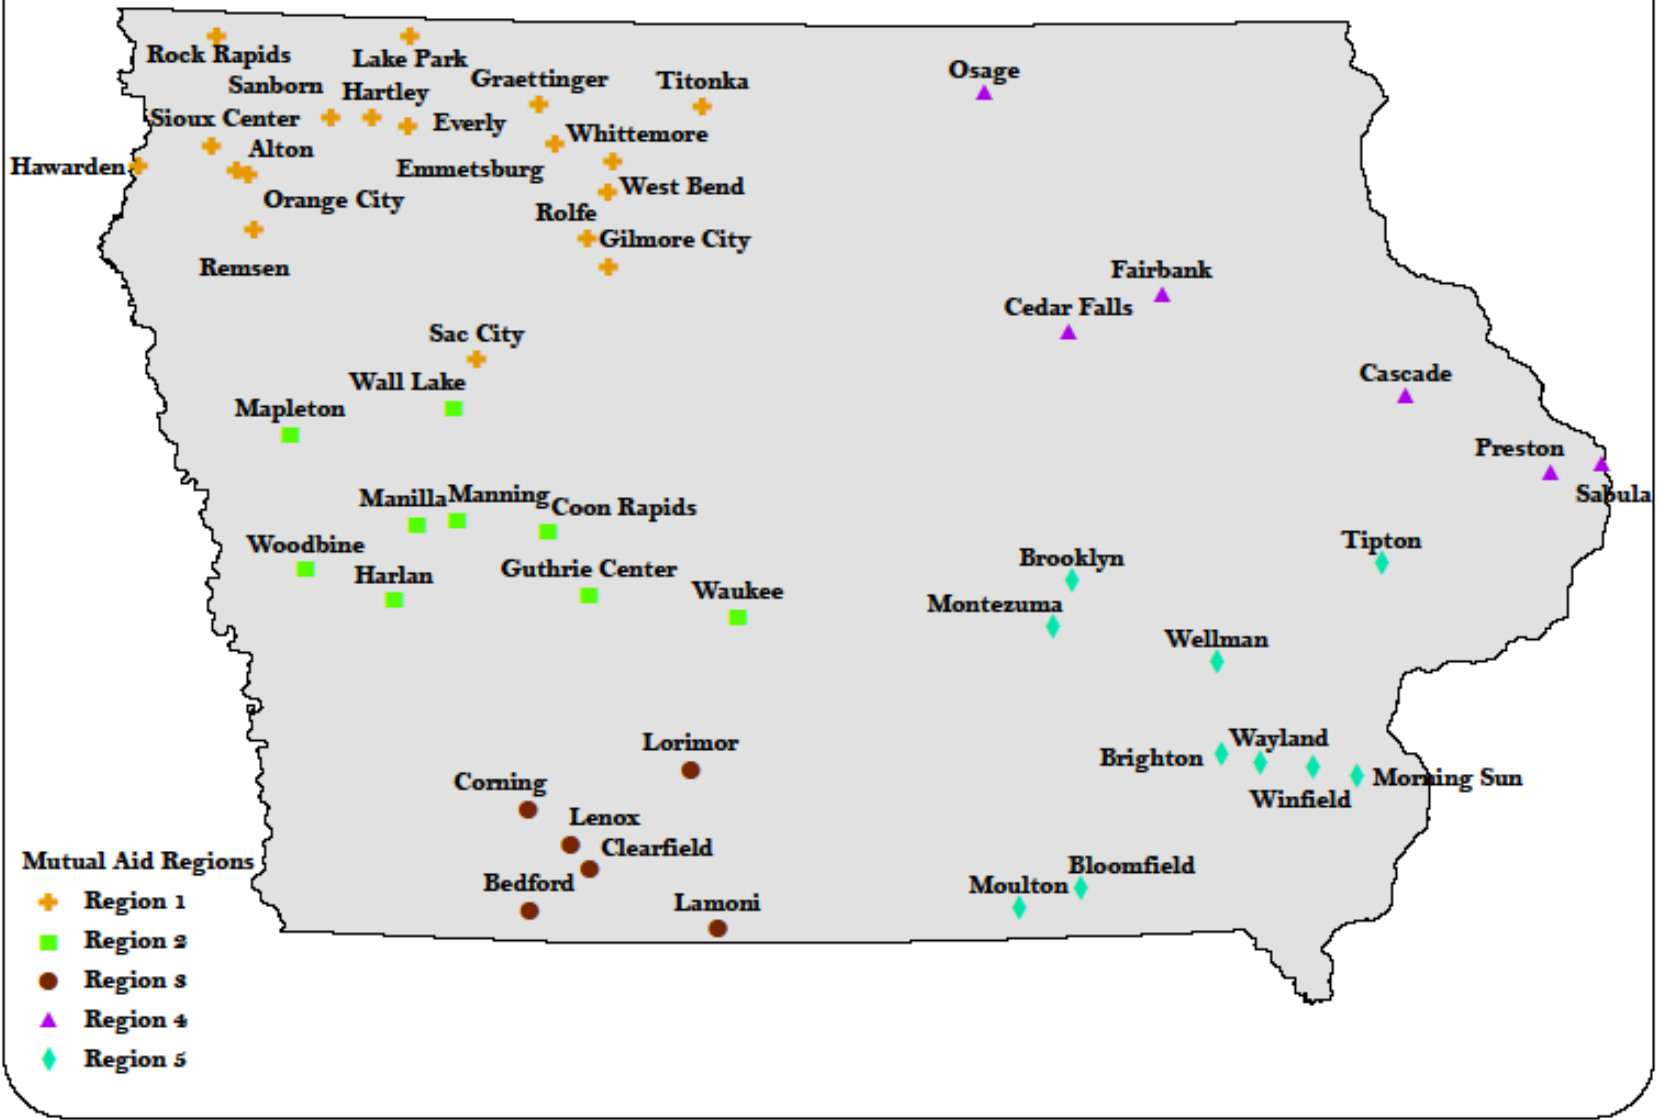 Rock Rapids
Lake Park
Osage
Graettinger
Titonka
Sanborn
Hartley
Sioux Center
Everly
Whittemore
Alton
Hawarden
Emmetsburg
West Bend
Orange City
Rolfe
Gilmore City
Remsen
Fairbank
Cedar Falls
Sac City
Cascade
Wall Lake
Mapleton
Preston
Sabula
Manilla
Manning
Coon Rapids
Tipton
Woodbine
Brooklyn
Harlan
Guthrie Center
Waukee
Montezuma
Wellman
Lorimor
Wayland
Brighton
Corning
Morning Sun
Winfield
Lenox
Clearfield
Bloomfield
Bedford
Moulton
Lamoni
Mutual Aid Regions
Region 1
Region 2
Region 3
Region 4
Region 5